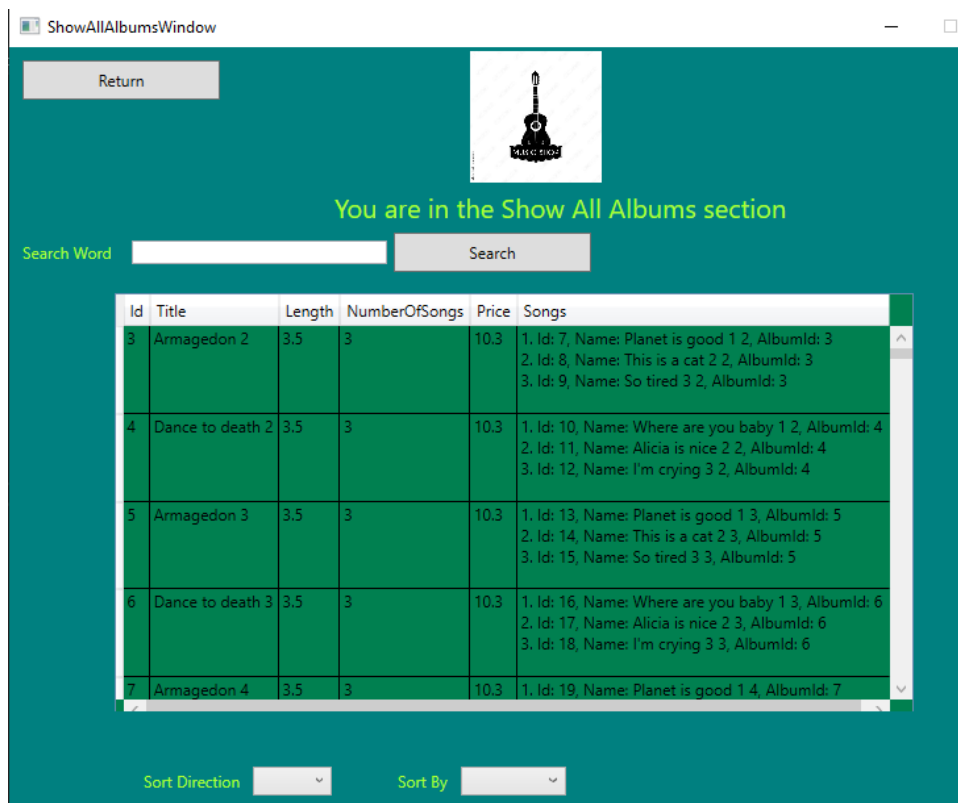 ShowAllAlbumsWindow
Return
MUSIC SHOP
You are in the Show All Albums section
Search Word Search
Id Title Length NumberOfSongs Price Songs
3 Armagedon 2 3.5 3 10.3 1. Id: 7, Name: Planet is good 1 2, AlbumId: 3
2. Id: 8, Name: This is a cat 2 2, AlbumId: 3
3. Id: 9, Name: So tired 3 2, AlbumId: 3
4 Dance to death 2 3.5 3 10.3 1. Id: 10, Name: Where are you baby 1 2, AlbumId: 4
2. Id: 11, Name: Alicia is nice 2 2, AlbumId: 4
3. Id: 12, Name: I'm crying 3 2, AlbumId: 4
5 Armagedon 3 3.5 3 10.3 1. Id: 13, Name: Planet is good 1 3, AlbumId: 5
2. Id: 14, Name: This is a cat 2 3, AlbumId: 5
3. Id: 15, Name: So tired 3 3, AlbumId: 5
6 Dance to death 3 3.5 3 10.3 1. Id: 16, Name: Where are you baby 1 3, AlbumId: 6
2. Id: 17, Name: Alicia is nice 2 3, AlbumId: 6
3. Id: 18, Name: I'm crying 3 3, AlbumId: 6
7 Armagedon 4 3.5 3 10.3 1. Id: 19, Name: Planet is good 1 4, AlbumId: 7
Sort Direction Sort By